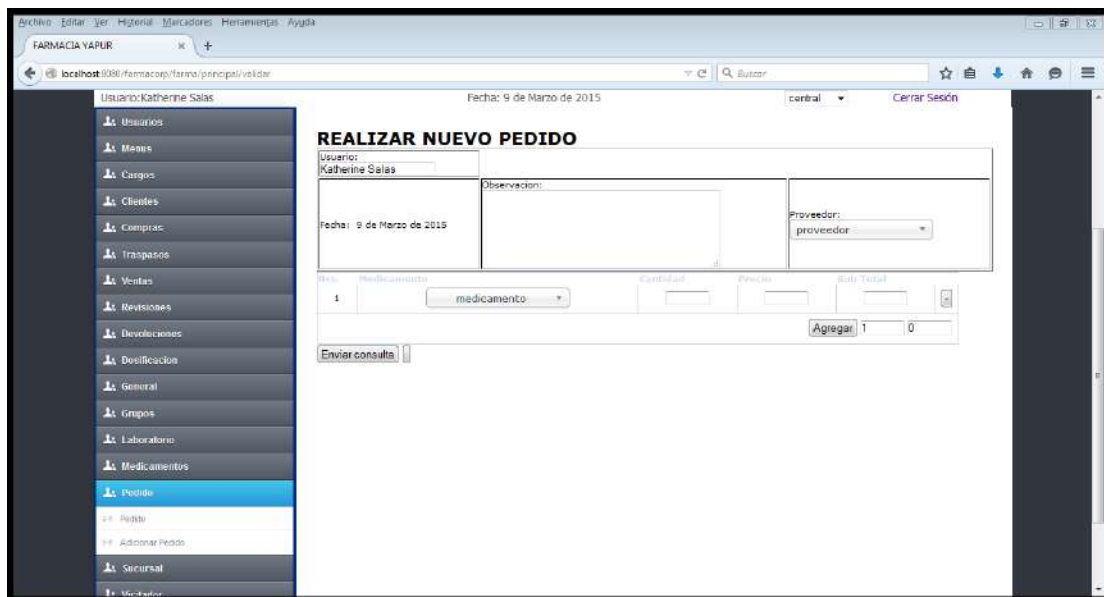 Archivo Editar Ver Historial Marcadores Herramientas Ayuda
FARMACIA YAPUR × +
localhost:8080/farmacorp/farma/principal/validar Buscar
Usuario:Katherine Salas Fecha: 9 de Marzo de 2015 central Cerrar Sesión
Usuarios
Menus
Cargos
Clientes
Compras
Traspasos
Ventas
Revisiones
Devoluciones
Dosificacion
General
Grupos
Laboratorio
Medicamentos
Pedido
Pedido
Adicionar Pedido
Sucursal
Visitador
REALIZAR NUEVO PEDIDO
Usuario:
Katherine Salas
Fecha: 9 de Marzo de 2015
Observacion:
Proveedor:
proveedor
Nro. Medicamento Cantidad Precio Sub Total
1 medicamento -
Agregar 1 0
Enviar consulta